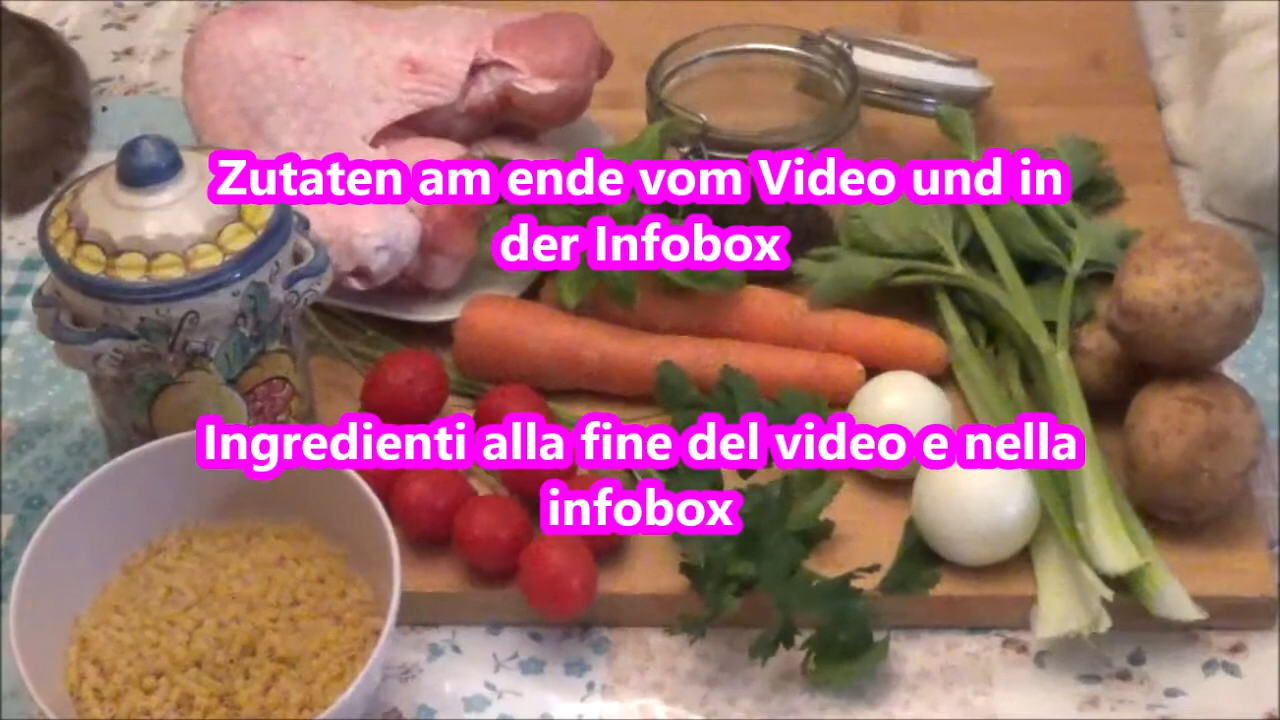 Zutaten am ende vom Video und in
der Infobox
Ingredienti alla fine del video e nella
infobox